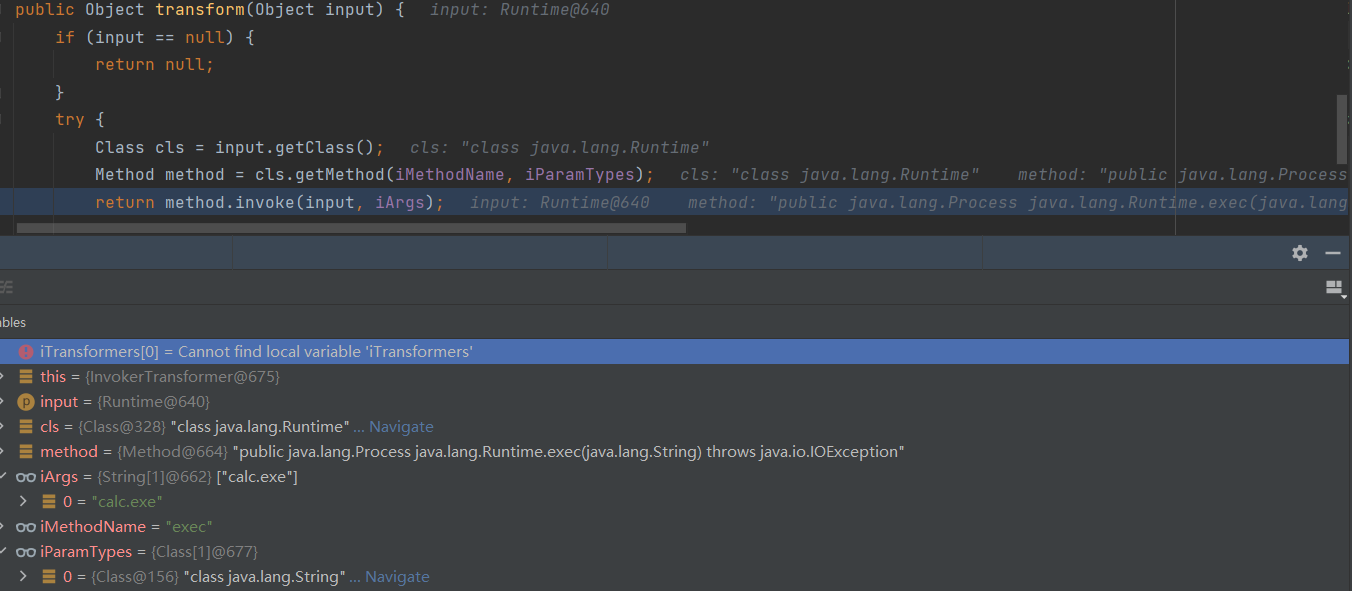 public Object transform(Object input) {   input: Runtime@640
if (input == null) {
return null;
}
try {
Class cls = input.getClass();   cls: "class java.lang.Runtime"
Method method = cls.getMethod(iMethodName, iParamTypes);   cls: "class java.lang.Runtime"   method: "public java.lang.Process
return method.invoke(input, iArgs);   input: Runtime@640   method: "public java.lang.Process java.lang.Runtime.exec(java.lang
ables
iTransformers[0] = Cannot find local variable 'iTransformers'
this = {InvokerTransformer@675}
p input = {Runtime@640}
cls = {Class@328} "class java.lang.Runtime" ... Navigate
method = {Method@664} "public java.lang.Process java.lang.Runtime.exec(java.lang.String) throws java.io.IOException"
iArgs = {String[1]@662} ["calc.exe"]
0 = "calc.exe"
iMethodName = "exec"
iParamTypes = {Class[1]@677}
0 = {Class@156} "class java.lang.String" ... Navigate